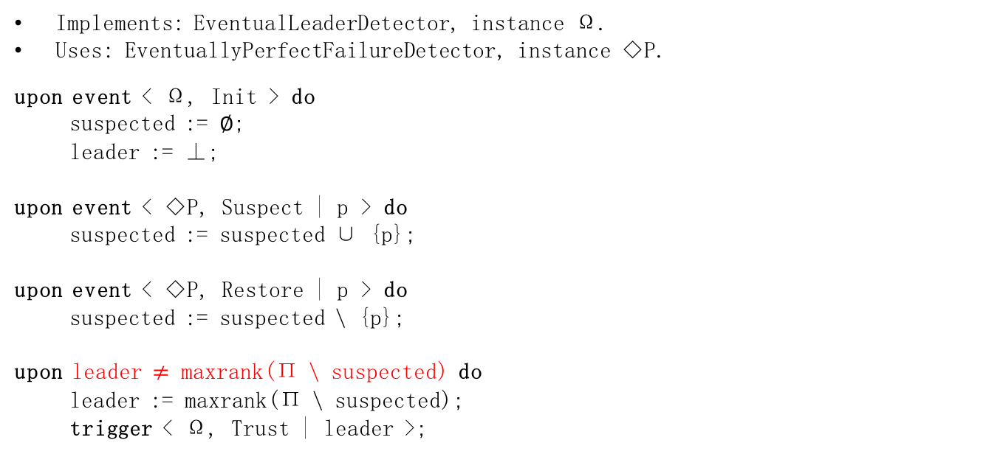 • Implements: EventualLeaderDetector, instance Ω.
• Uses: EventuallyPerfectFailureDetector, instance ◇P.
upon event < Ω, Init > do
suspected := ∅;
leader := ⊥;
upon event < ◇P, Suspect | p > do
suspected := suspected ∪ {p};
upon event < ◇P, Restore | p > do
suspected := suspected \ {p};
upon leader ≠ maxrank(Π \ suspected) do
leader := maxrank(Π \ suspected);
trigger < Ω, Trust | leader >;